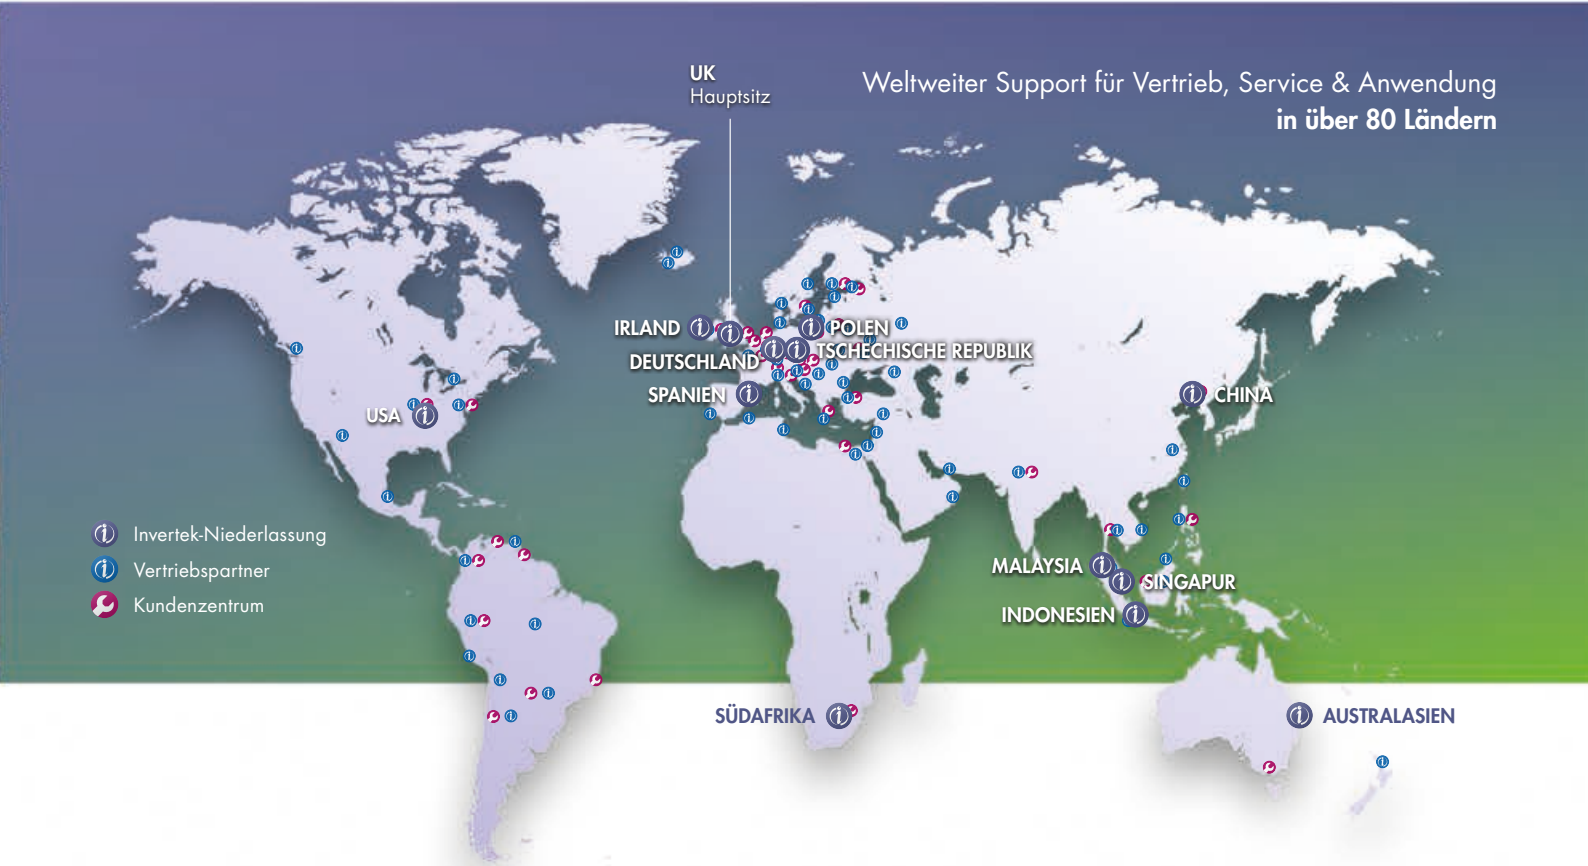 UK
Hauptsitz
Weltweiter Support für Vertrieb, Service & Anwendung
in über 80 Ländern
IRLAND
POLEN
DEUTSCHLAND
TSCHECHISCHE REPUBLIK
SPANIEN
CHINA
USA
Invertek-Niederlassung
Vertriebspartner
Kundenzentrum
MALAYSIA
SINGAPUR
INDONESIEN
SÜDAFRIKA
AUSTRALASIEN